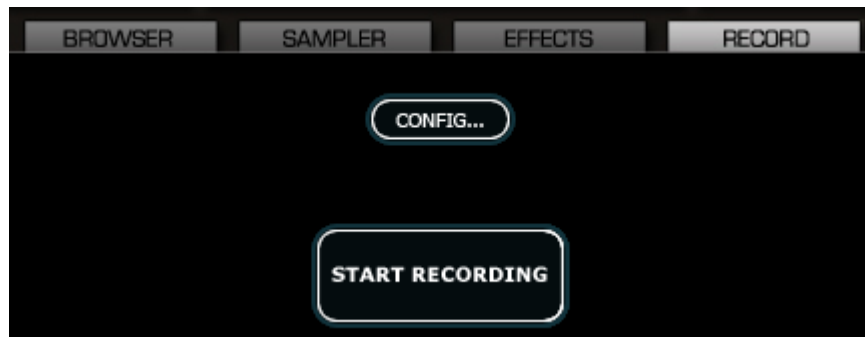 BROWSER SAMPLER EFFECTS RECORD
CONFIG...
START RECORDING